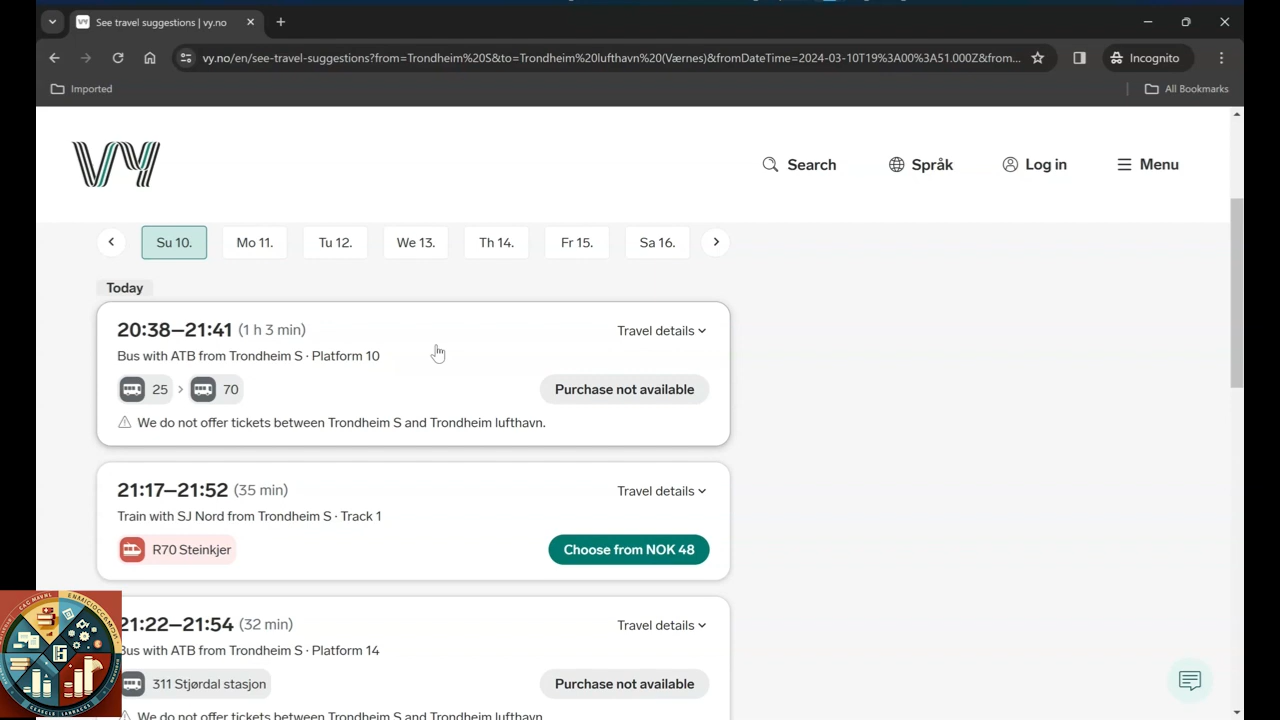 See travel suggestions | vy.no
vy.no/en/see-travel-suggestions?from=Trondheim%20S&to=Trondheim%20lufthavn%20(Værnes)&fromDateTime=2024-03-10T19%3A00%3A51.000Z&from...
Incognito
Imported
All Bookmarks
VY
Search
Språk
Log in
Menu
Su 10.
Mo 11.
Tu 12.
We 13.
Th 14.
Fr 15.
Sa 16.
Today
20:38–21:41 (1 h 3 min)
Travel details
Bus with ATB from Trondheim S · Platform 10
25 > 70
Purchase not available
We do not offer tickets between Trondheim S and Trondheim lufthavn.
21:17–21:52 (35 min)
Travel details
Train with SJ Nord from Trondheim S · Track 1
R70 Steinkjer
Choose from NOK 48
21:22–21:54 (32 min)
Travel details
Bus with ATB from Trondheim S · Platform 14
311 Stjørdal stasjon
Purchase not available
We do not offer tickets between Trondheim S and Trondheim lufthavn.